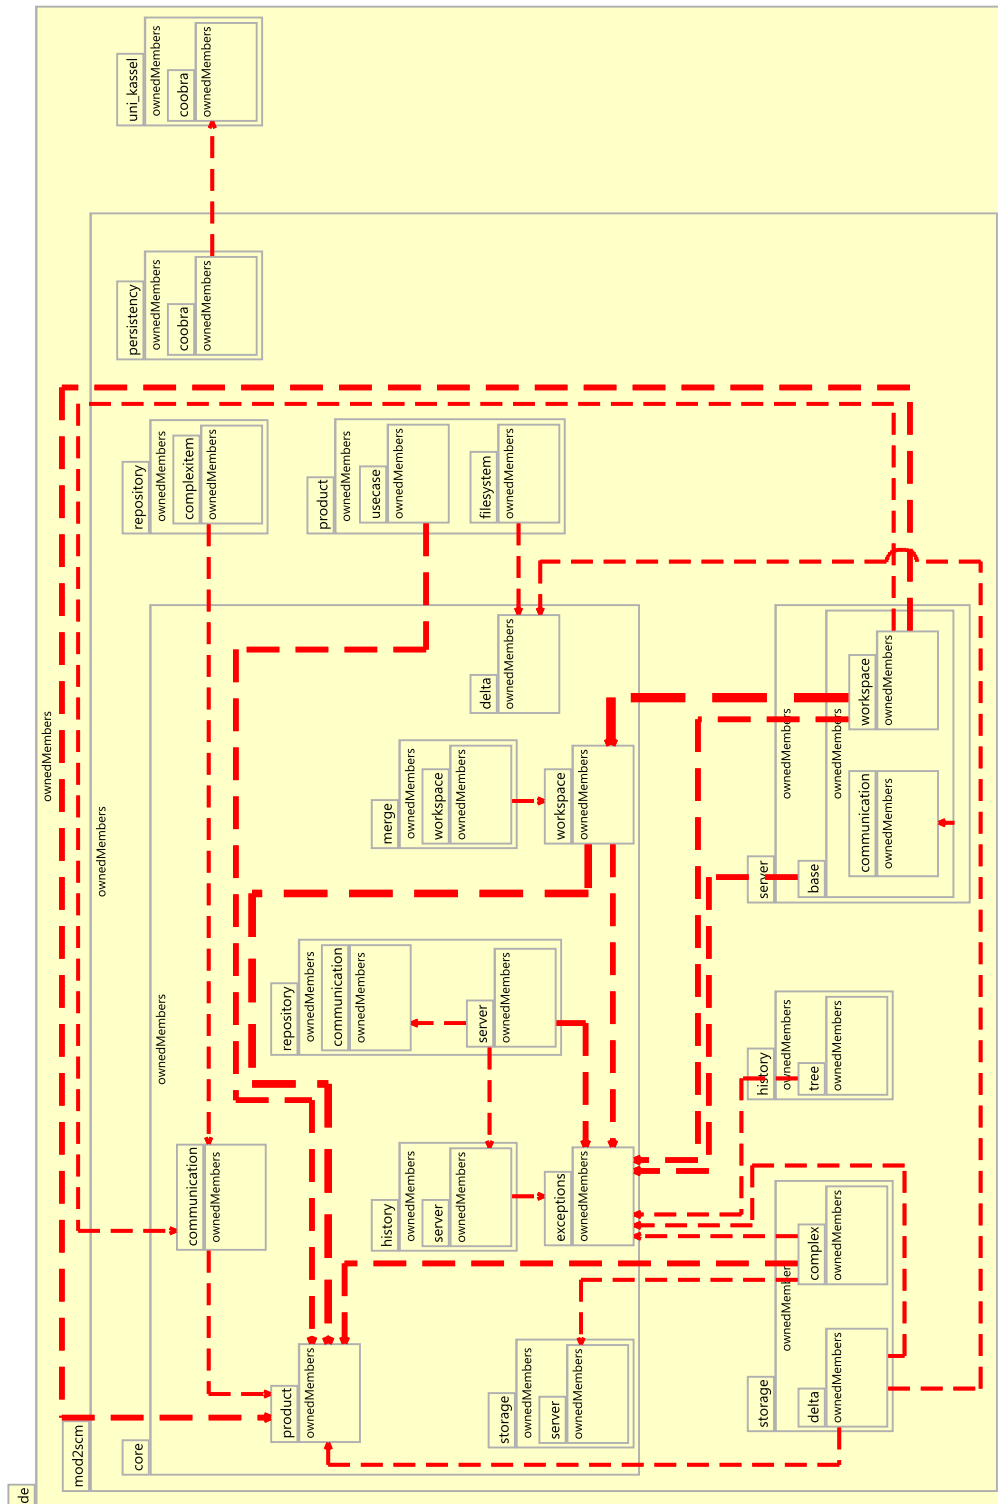 de
ownedMembers
uni_kassel
ownedMembers
coobra
ownedMembers
mod2scm
ownedMembers
persistency
ownedMembers
coobra
ownedMembers
repository
ownedMembers
complexitem
ownedMembers
product
ownedMembers
usecase
ownedMembers
filesystem
ownedMembers
core
ownedMembers
communication
ownedMembers
product
ownedMembers
repository
ownedMembers
communication
ownedMembers
server
ownedMembers
merge
ownedMembers
workspace
ownedMembers
history
ownedMembers
server
ownedMembers
delta
ownedMembers
workspace
ownedMembers
exceptions
ownedMembers
storage
ownedMembers
server
ownedMembers
server
ownedMembers
base
ownedMembers
workspace
ownedMembers
communication
ownedMembers
history
ownedMembers
tree
ownedMembers
storage
ownedMembers
complex
ownedMembers
delta
ownedMembers